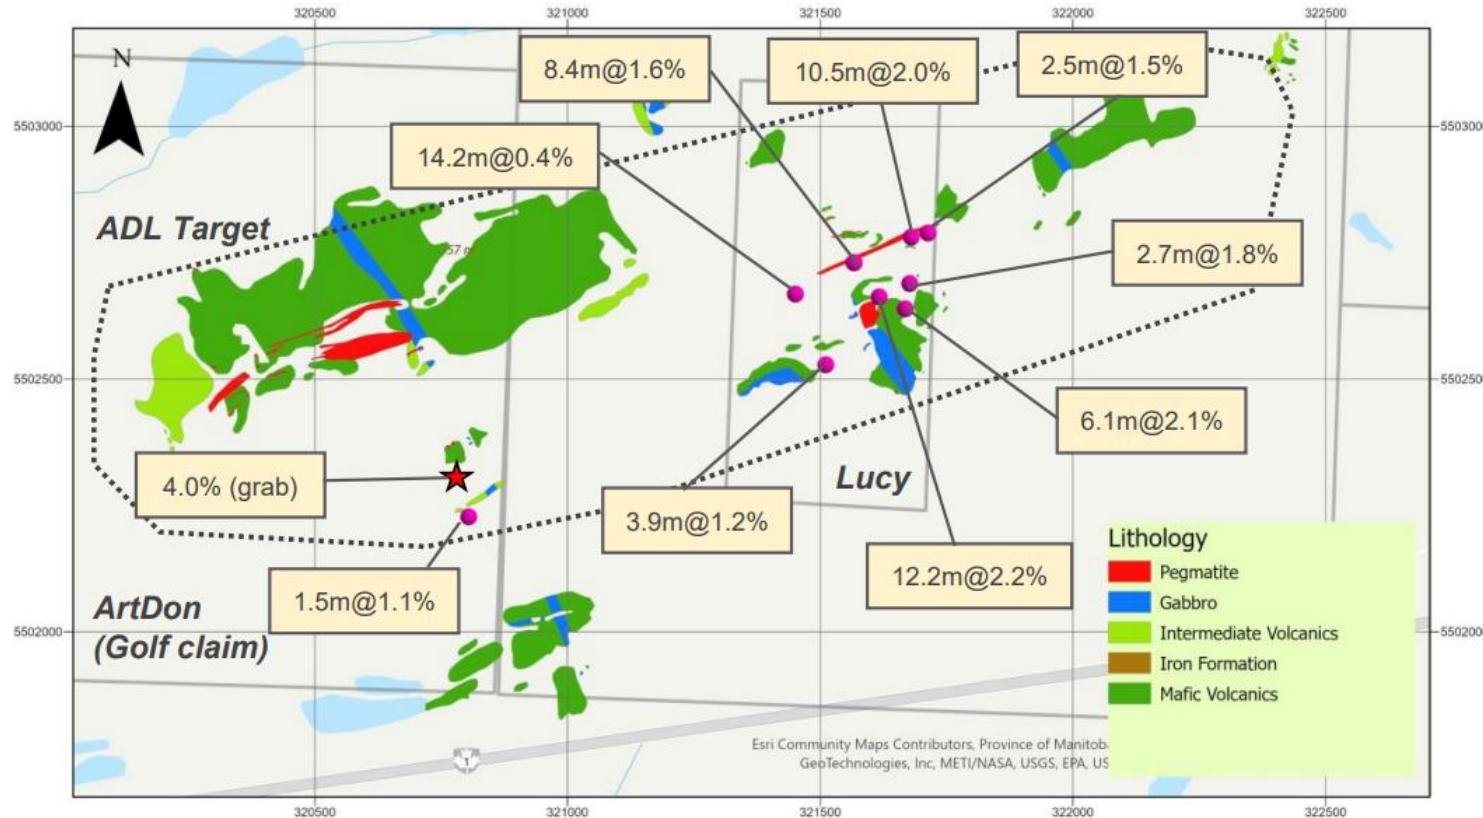 320500
321000
321500
322000
322500
N
8.4m@1.6%
10.5m@2.0%
2.5m@1.5%
5503000
5503000
14.2m@0.4%
ADL Target
57 m
2.7m@1.8%
5502500
5502500
6.1m@2.1%
4.0% (grab)
Lucy
3.9m@1.2%
Lithology
Pegmatite
12.2m@2.2%
1.5m@1.1%
Gabbro
ArtDon
(Golf claim)
5502000
5502000
Intermediate Volcanics
Iron Formation
Mafic Volcanics
1
Esri Community Maps Contributors, Province of Manitob
GeoTechnologies, Inc, METI/NASA, USGS, EPA, US
320500
321000
321500
322000
322500